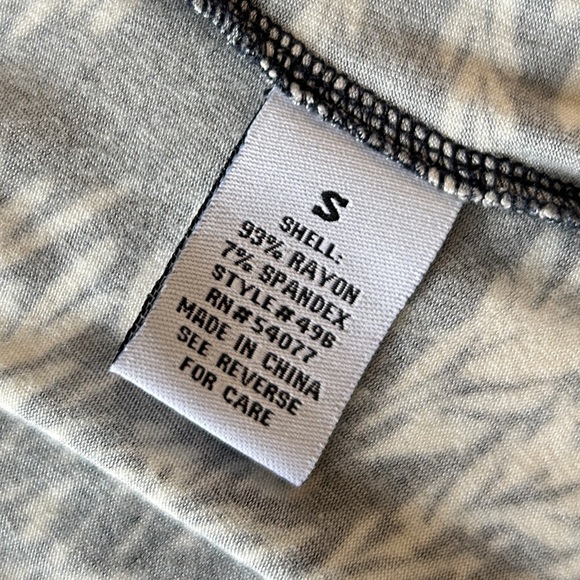 S
SHELL:
93% RAYON
7% SPANDEX
STYLE# 496
RN# 54077
MADE IN CHINA
SEE REVERSE
FOR CARE